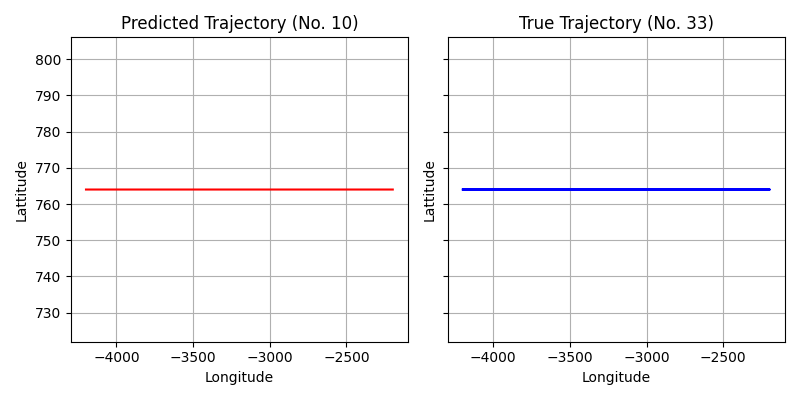 Predicted Trajectory (No. 10)
True Trajectory (No. 33)
800
790
780
770
760
750
740
730
Lattitude
Lattitude
−4000
−3500
−3000
−2500
−4000
−3500
−3000
−2500
Longitude
Longitude